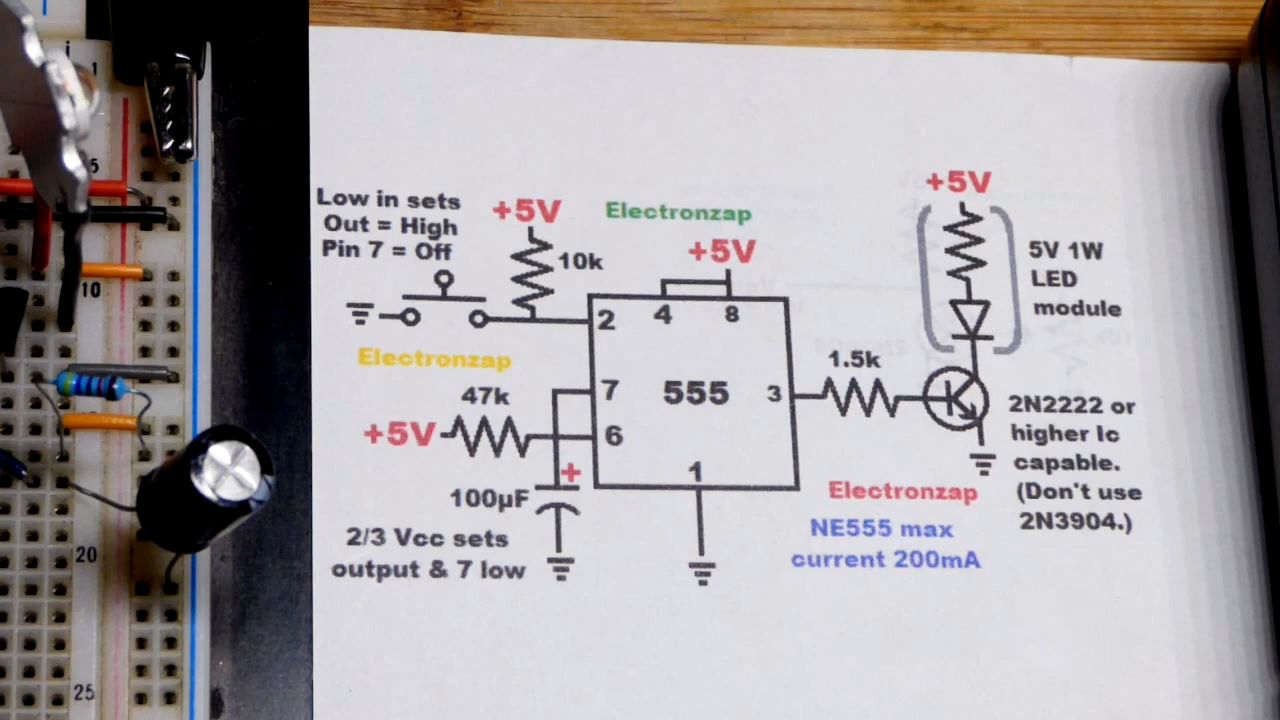 i
1
5
10
20
25
Low in sets
Out = High
Pin 7 = Off
+5V
10k
Electronzap
+5V
2
4
8
Electronzap
47k
+5V
7
6
555
3
1
+
100µF
2/3 Vcc sets
output & 7 low
1.5k
+5V
5V 1W
LED
module
2N2222 or
higher Ic
capable.
(Don't use
2N3904.)
Electronzap
NE555 max
current 200mA